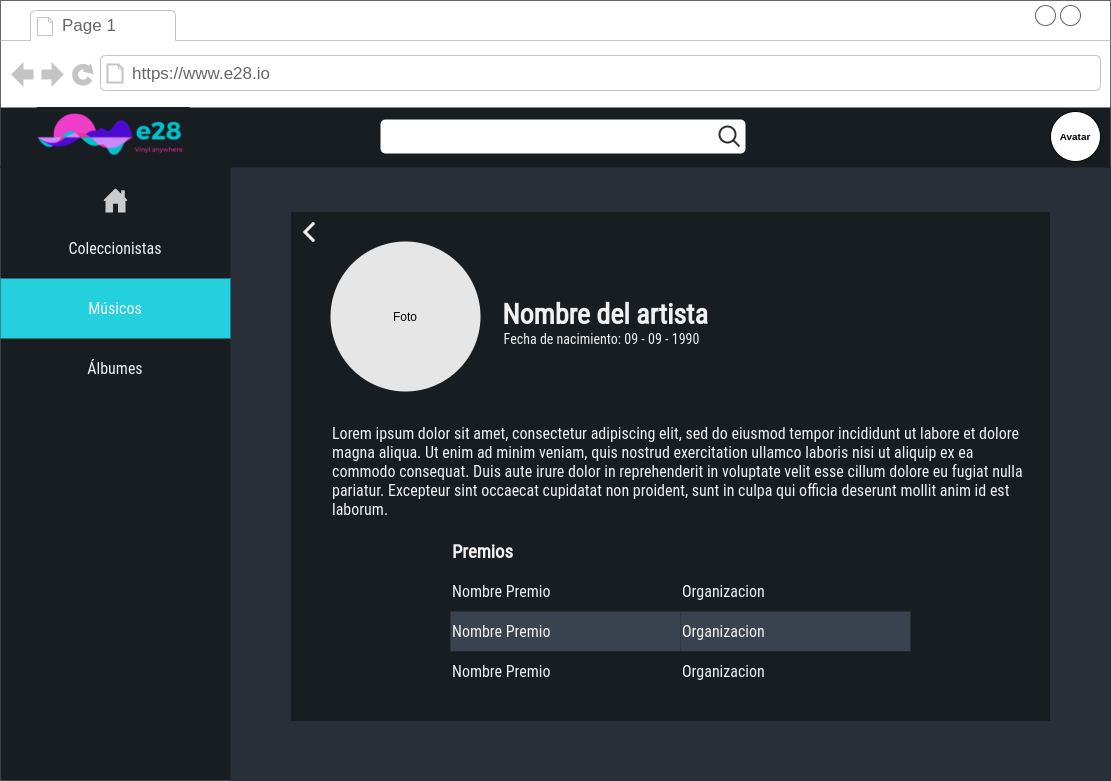 Page 1
https://www.e28.io
e28
Vinyl anywhere
Avatar
Coleccionistas
Músicos
Álbumes
Foto
Nombre del artista
Fecha de nacimiento: 09 - 09 - 1990
Lorem ipsum dolor sit amet, consectetur adipiscing elit, sed do eiusmod tempor incididunt ut labore et dolore
magna aliqua. Ut enim ad minim veniam, quis nostrud exercitation ullamco laboris nisi ut aliquip ex ea
commodo consequat. Duis aute irure dolor in reprehenderit in voluptate velit esse cillum dolore eu fugiat nulla
pariatur. Excepteur sint occaecat cupidatat non proident, sunt in culpa qui officia deserunt mollit anim id est
laborum.
Premios
Nombre Premio Organizacion
Nombre Premio Organizacion
Nombre Premio Organizacion